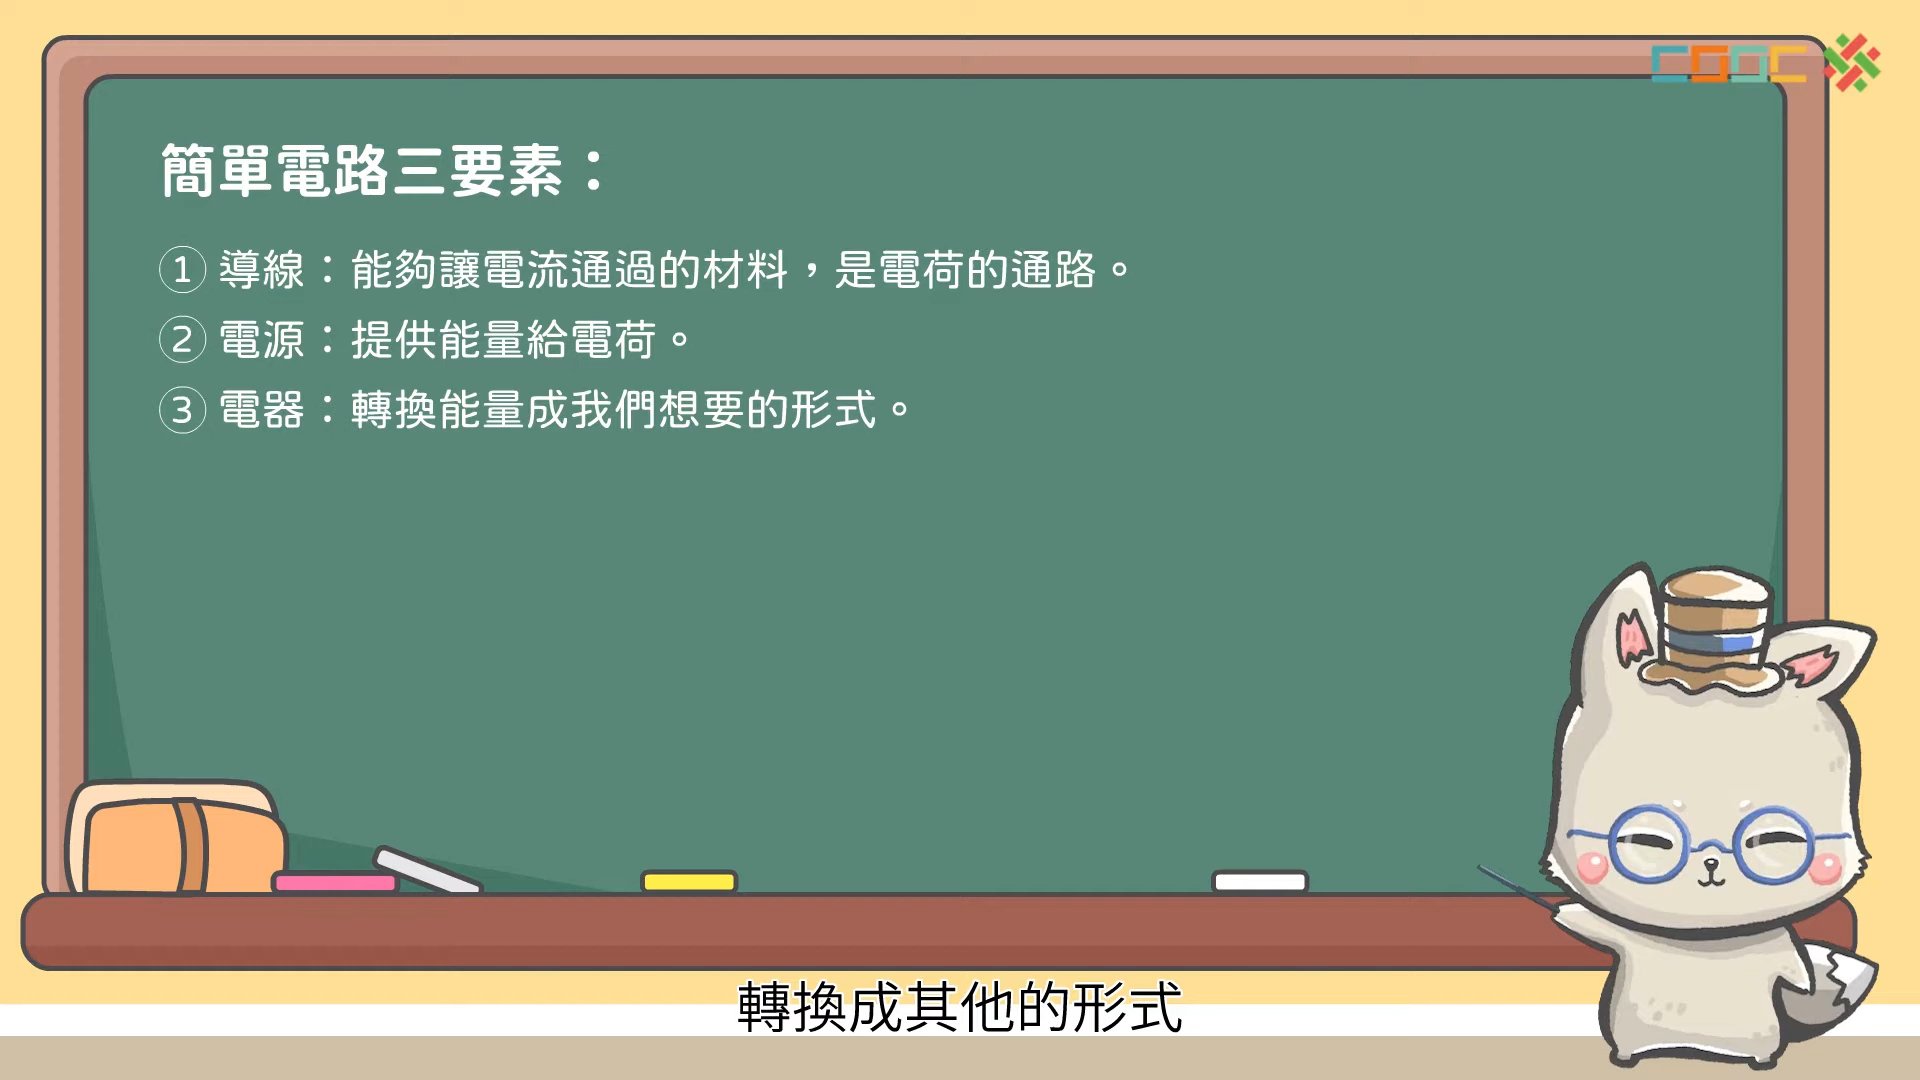 COOC
簡單電路三要素：
① 導線：能夠讓電流通過的材料，是電荷的通路。
② 電源：提供能量給電荷。
③ 電器：轉換能量成我們想要的形式。
轉換成其他的形式